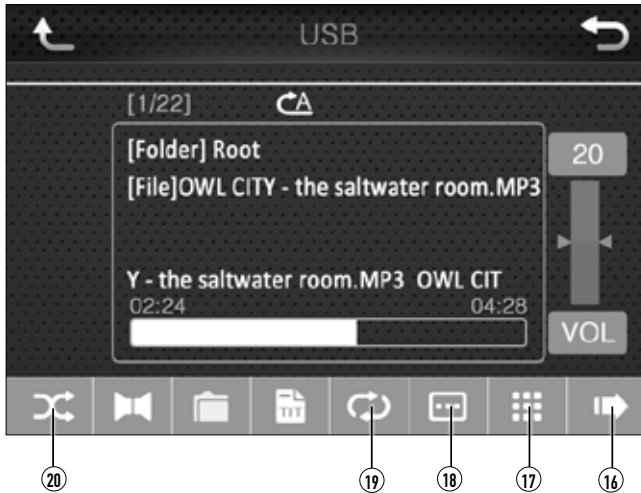 USB
[1/22] A
[Folder] Root
20
[File]OWL CITY - the saltwater room.MP3
Y - the saltwater room.MP3 OWL CIT
02:24 04:28
VOL
TIT
20 19 18 17 16